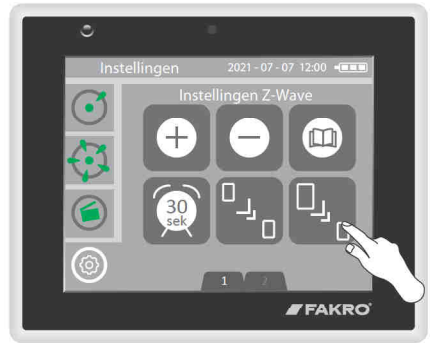 Instellingen 2021 - 07 - 07 12:00
Instellingen Z-Wave
30
sek
1 2
FAKRO